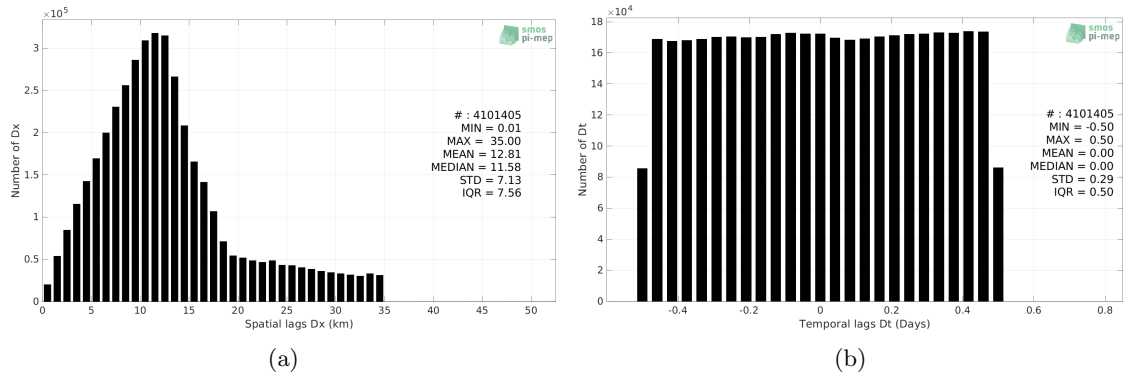 ×10⁵
smos
pi-mep
3
2.5
2
1.5
1
0.5
0
Number of Dx
# : 4101405
MIN = 0.01
MAX = 35.00
MEAN = 12.81
MEDIAN = 11.58
STD = 7.13
IQR = 7.56
0 5 10 15 20 25 30 35 40 45 50
Spatial lags Dx (km)
(a)
×10⁴
smos
pi-mep
18
16
14
12
10
8
6
4
2
0
Number of Dt
# : 4101405
MIN = -0.50
MAX = 0.50
MEAN = 0.00
MEDIAN = 0.00
STD = 0.29
IQR = 0.50
-0.4 -0.2 0 0.2 0.4 0.6 0.8
Temporal lags Dt (Days)
(b)